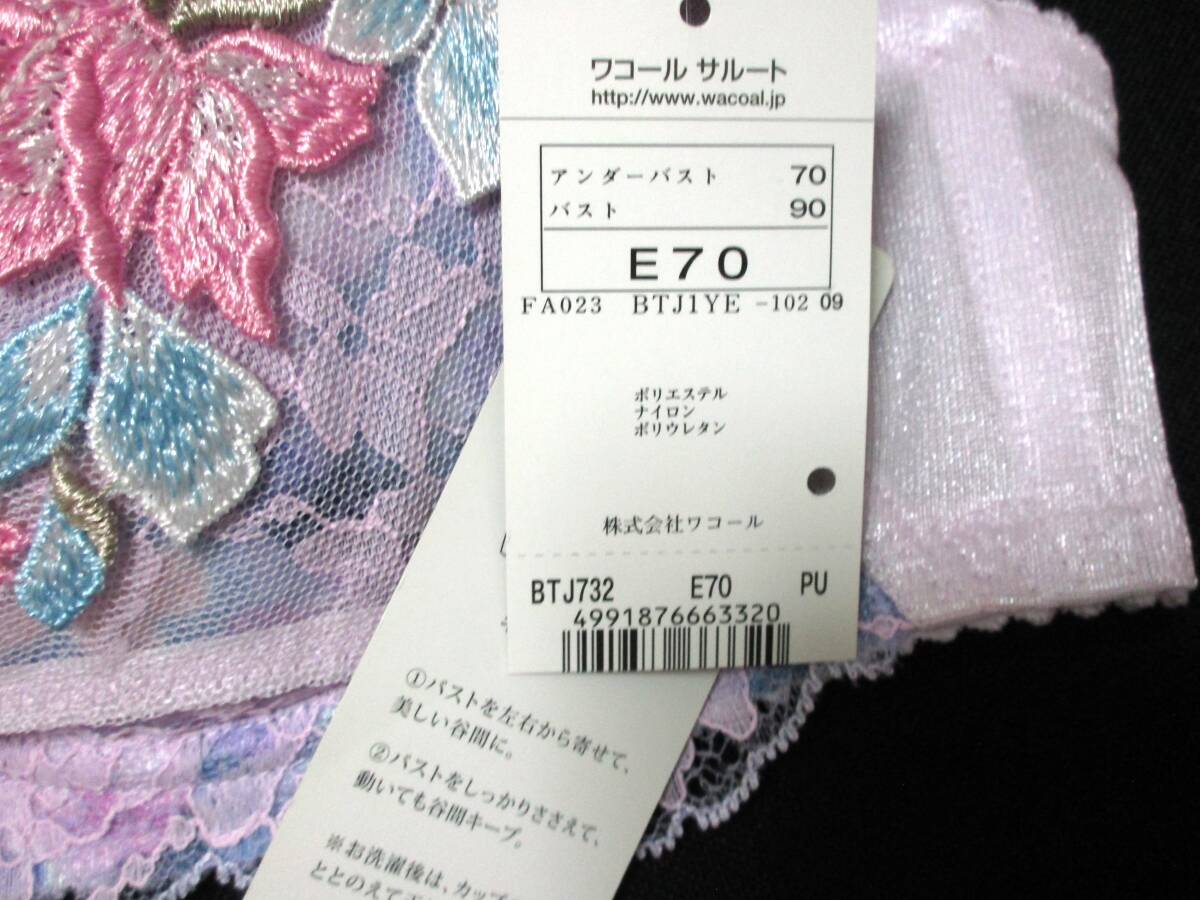 ワコール サルート
http://www.wacoal.jp
アンダーバスト 70
バスト 90
E70
FA023 BTJ1YE -102 09
ポリエステル
ナイロン
ポリウレタン
株式会社ワコール
BTJ732 E70 PU
4991876663320
①バストを左右から寄せて、
美しい谷間に。
②バストをしっかりささえて、
動いても谷間キープ。
※お洗濯後は、カップ
ととのえて